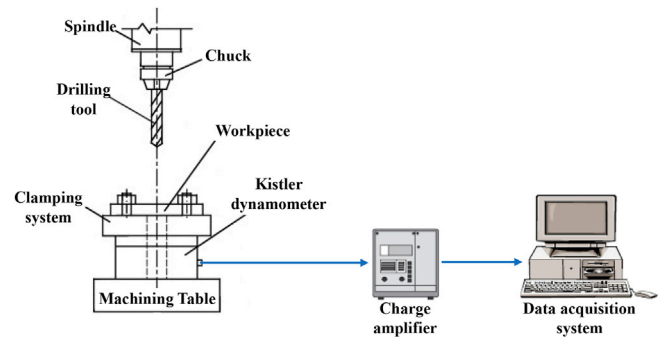 Spindle
Chuck
Drilling
tool
Workpiece
Clamping
system
Kistler
dynamometer
Machining Table
Charge
amplifier
Data acquisition
system